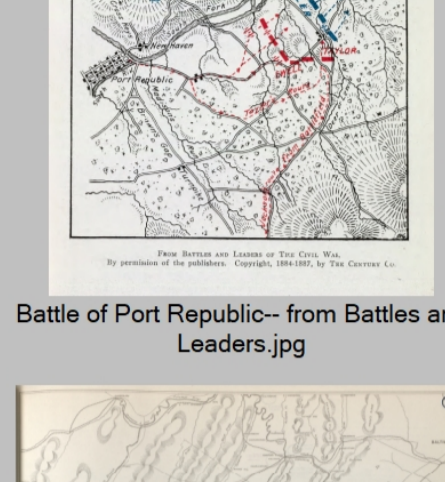 New Haven
Port Republic
TAYLOR
FROM BATTLES AND LEADERS OF THE CIVIL WAR.
By permission of the publishers. Copyright, 1884-1887, by THE CENTURY Co.
Battle of Port Republic-- from Battles a
Leaders.jpg